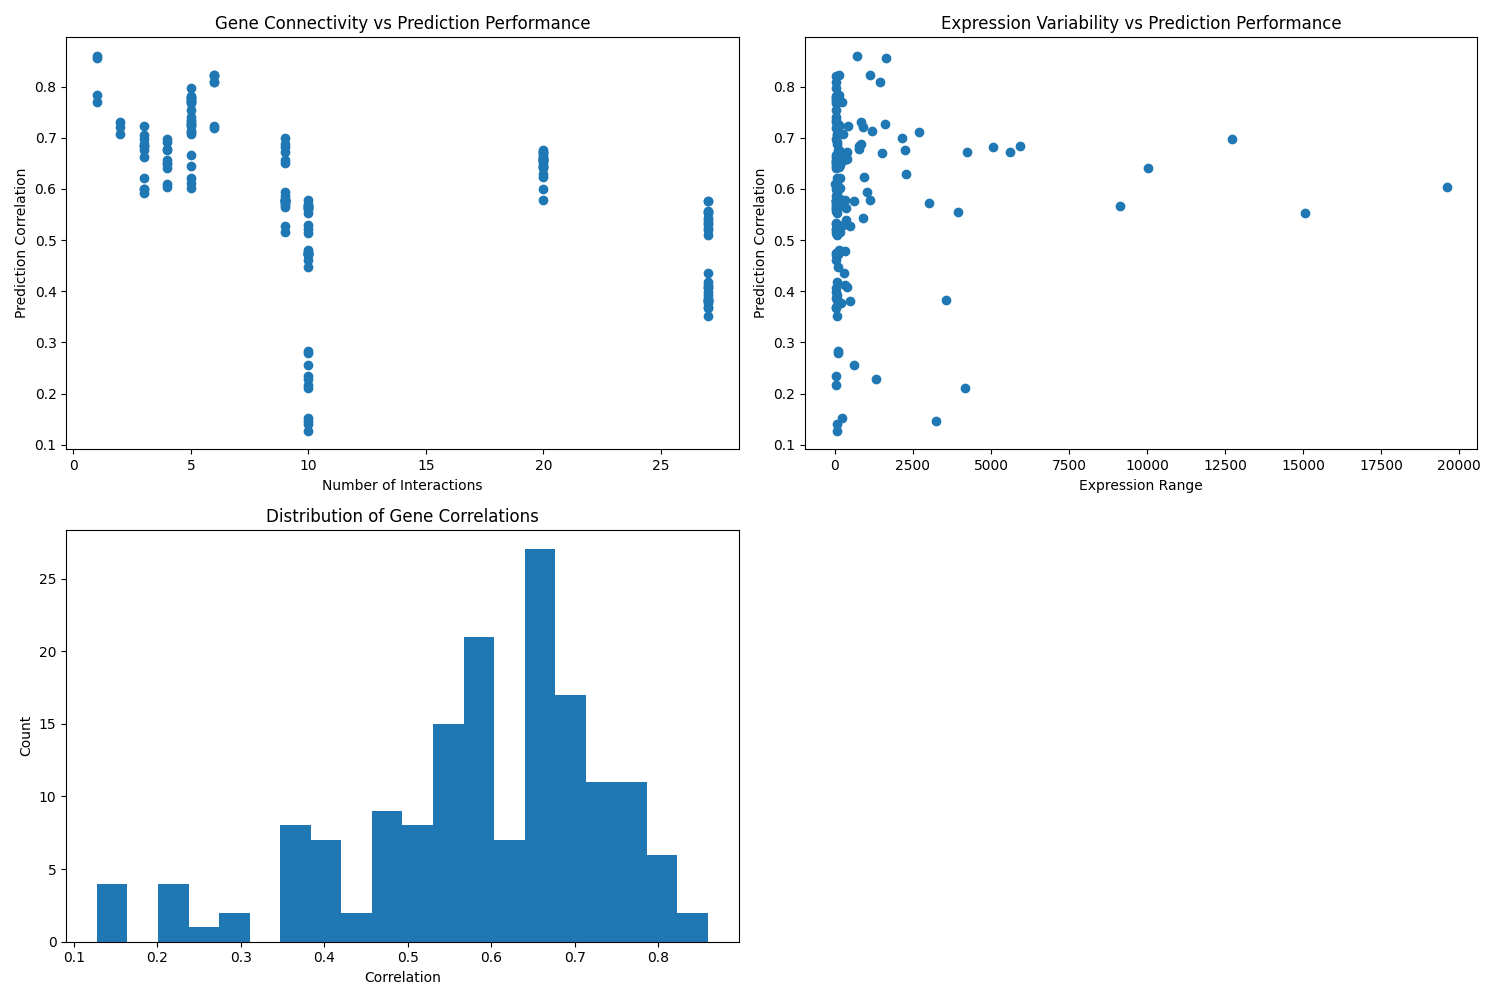 Gene Connectivity vs Prediction Performance
Prediction Correlation
0.8
0.7
0.6
0.5
0.4
0.3
0.2
0.1
0 5 10 15 20 25
Number of Interactions
Expression Variability vs Prediction Performance
Prediction Correlation
0.8
0.7
0.6
0.5
0.4
0.3
0.2
0.1
0 2500 5000 7500 10000 12500 15000 17500 20000
Expression Range
Distribution of Gene Correlations
Count
25
20
15
10
5
0
0.1 0.2 0.3 0.4 0.5 0.6 0.7 0.8
Correlation